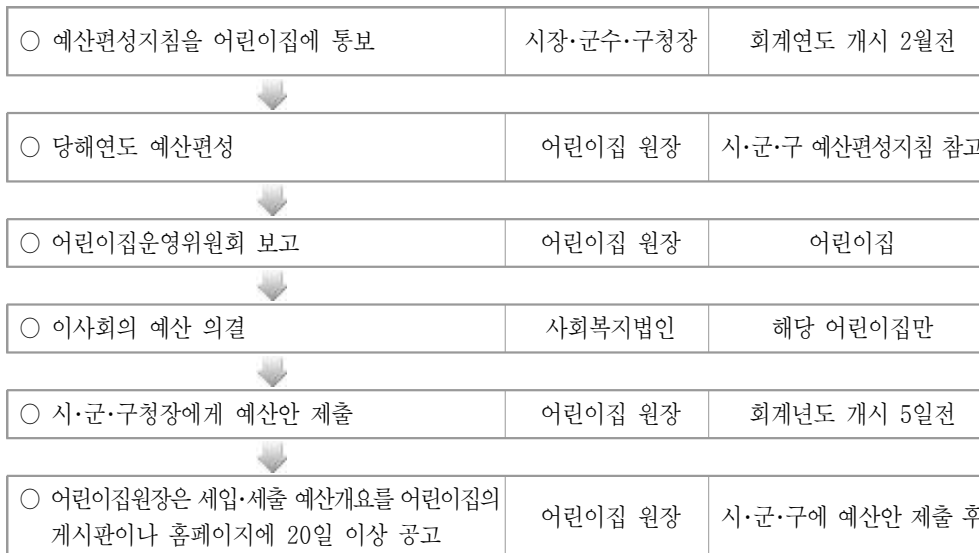 ○ 예산편성지침을 어린이집에 통보 시장·군수·구청장 회계연도 개시 2월전
○ 당해연도 예산편성 어린이집 원장 시·군·구 예산편성지침 참고
○ 어린이집운영위원회 보고 어린이집 원장 어린이집
○ 이사회의 예산 의결 사회복지법인 해당 어린이집만
○ 시·군·구청장에게 예산안 제출 어린이집 원장 회계년도 개시 5일전
○ 어린이집원장은 세입·세출 예산개요를 어린이집의
게시판이나 홈페이지에 20일 이상 공고 어린이집 원장 시·군·구에 예산안 제출 후